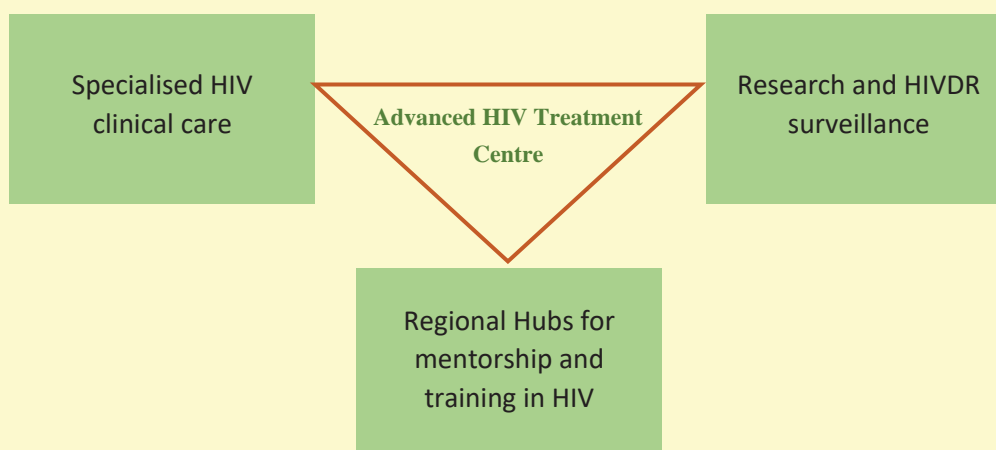 Specialised HIV
clinical care
Advanced HIV Treatment
Centre
Research and HIVDR
surveillance
Regional Hubs for
mentorship and
training in HIV